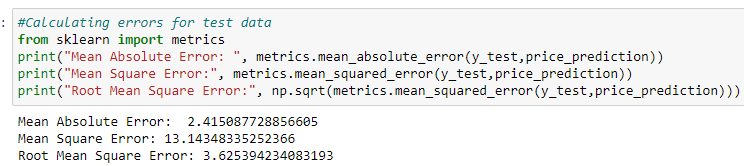 : #Calculating errors for test data
from sklearn import metrics
print("Mean Absolute Error: ", metrics.mean_absolute_error(y_test,price_prediction))
print("Mean Square Error:", metrics.mean_squared_error(y_test,price_prediction))
print("Root Mean Square Error:", np.sqrt(metrics.mean_squared_error(y_test,price_prediction)))
Mean Absolute Error:  2.415087728856605
Mean Square Error: 13.14348335252366
Root Mean Square Error: 3.625394234083193